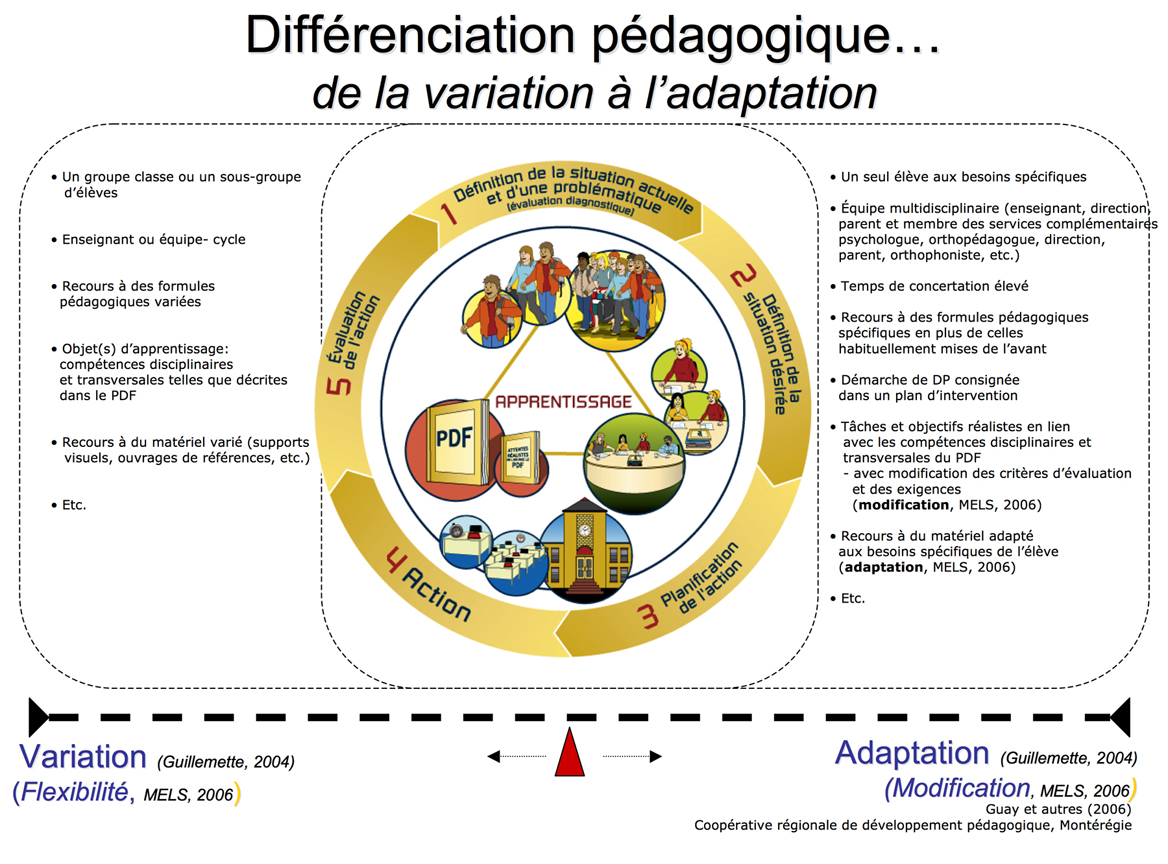 Différenciation pédagogique…
de la variation à l’adaptation
• Un groupe classe ou un sous-groupe
d’élèves
• Enseignant ou équipe- cycle
• Recours à des formules
pédagogiques variées
• Objet(s) d’apprentissage:
compétences disciplinaires
et transversales telles que décrites
dans le PDF
• Recours à du matériel varié (supports
visuels, ouvrages de références, etc.)
• Etc.
1 Définition de la situation actuelle
et d'une problématique
(évaluation diagnostique)
2 Définition de la
situation désirée
3 Planification
de l'action
4 Action
5 Évaluation
de l'action
APPRENTISSAGE
PDF
ATTENTES
RÉALISTES
PDF
• Un seul élève aux besoins spécifiques
• Équipe multidisciplinaire (enseignant, direction,
parent et membre des services complémentaires
psychologue, orthopédagogue, direction,
parent, orthophoniste, etc.)
• Temps de concertation élevé
• Recours à des formules pédagogiques
spécifiques en plus de celles
habituellement mises de l’avant
• Démarche de DP consignée
dans un plan d’intervention
• Tâches et objectifs réalistes en lien
avec les compétences disciplinaires et
transversales du PDF
- avec modification des critères d’évaluation
et des exigences
(modification, MELS, 2006)
• Recours à du matériel adapté
aux besoins spécifiques de l’élève
(adaptation, MELS, 2006)
• Etc.
Variation (Guillemette, 2004)
(Flexibilité, MELS, 2006)
Adaptation (Guillemette, 2004)
(Modification, MELS, 2006)
Guay et autres (2006)
Coopérative régionale de développement pédagogique, Montérégie